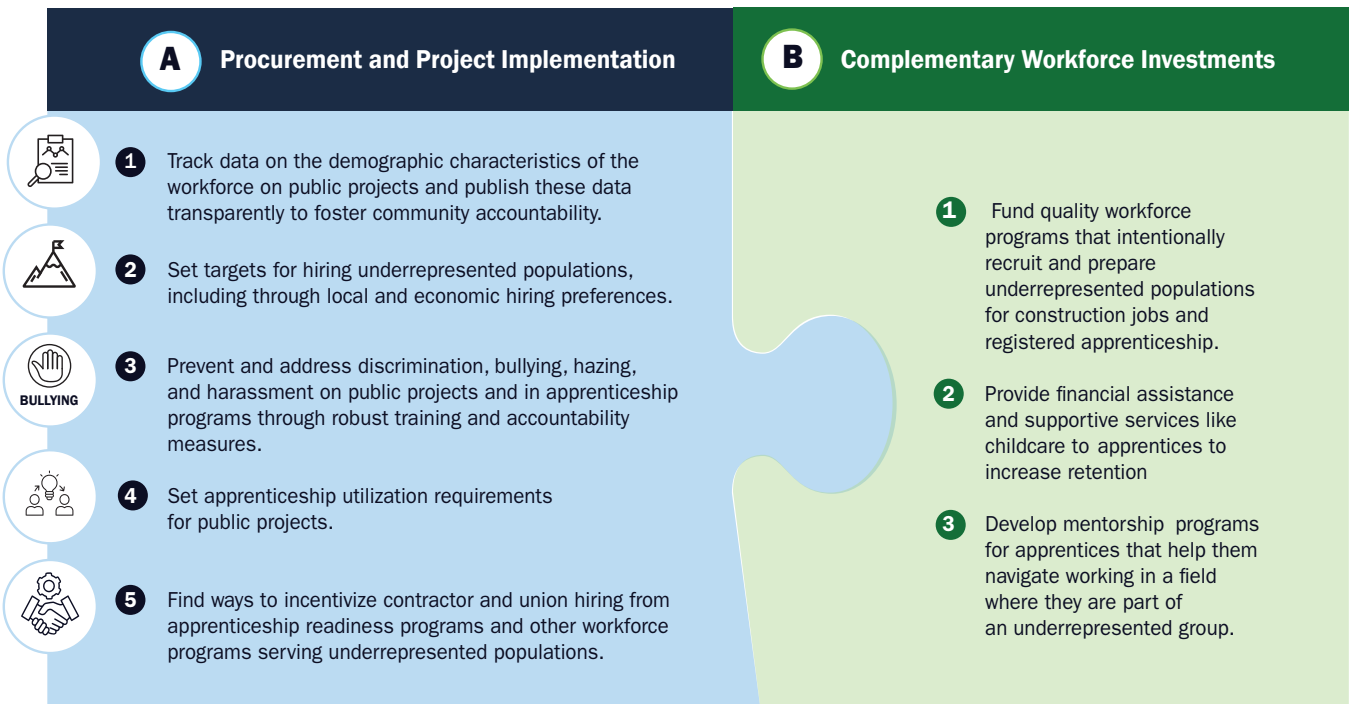 A
Procurement and Project Implementation
1
Track data on the demographic characteristics of the
workforce on public projects and publish these data
transparently to foster community accountability.
2
Set targets for hiring underrepresented populations,
including through local and economic hiring preferences.
BULLYING
3
Prevent and address discrimination, bullying, hazing,
and harassment on public projects and in apprenticeship
programs through robust training and accountability
measures.
4
Set apprenticeship utilization requirements
for public projects.
5
Find ways to incentivize contractor and union hiring from
apprenticeship readiness programs and other workforce
programs serving underrepresented populations.
B
Complementary Workforce Investments
1
Fund quality workforce
programs that intentionally
recruit and prepare
underrepresented populations
for construction jobs and
registered apprenticeship.
2
Provide financial assistance
and supportive services like
childcare to apprentices to
increase retention
3
Develop mentorship programs
for apprentices that help them
navigate working in a field
where they are part of
an underrepresented group.